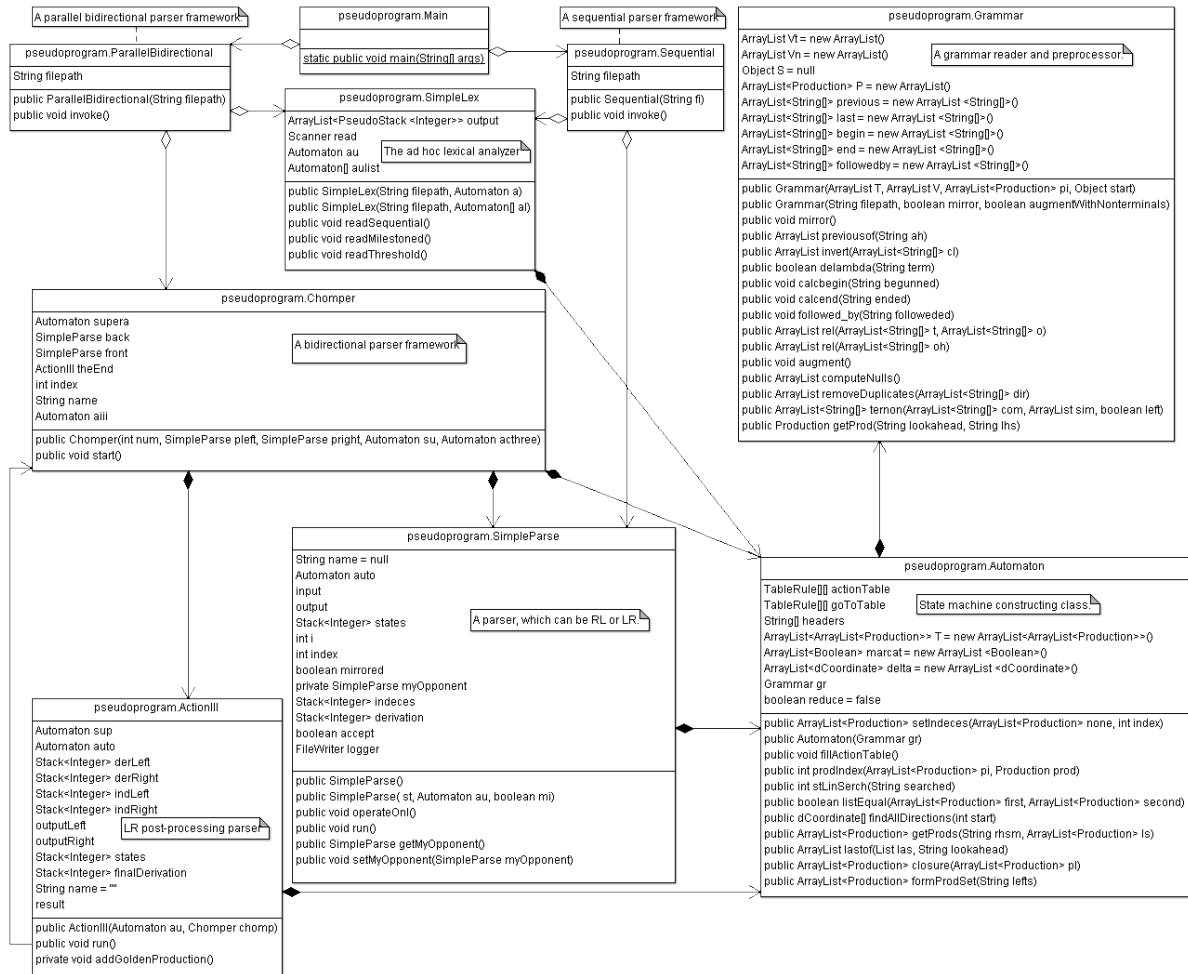 A parallel bidirectional parser framework.
pseudoprogram.ParallelBidirectional
String filepath
public ParallelBidirectional(String filepath)
public void invoke()
pseudoprogram.Main
static public void main(String[] args)
A sequential parser framework
pseudoprogram.Sequential
String filepath
public Sequential(String fi)
public void invoke()
pseudoprogram.SimpleLex
ArrayList<PseudoStack <Integer>> output
Scanner read
Automaton au
Automaton[] aulist
The ad hoc lexical analyzer
public SimpleLex(String filepath, Automaton a)
public SimpleLex(String filepath, Automaton[] al)
public void readSequential()
public void readMilestoned()
public void readThreshold()
pseudoprogram.Grammar
ArrayList Vt = new ArrayList()
ArrayList Vn = new ArrayList()
Object S = null
ArrayList<Production> P = new ArrayList()
ArrayList<String[]> previous = new ArrayList <String[]>()
ArrayList<String[]> last = new ArrayList <String[]>()
ArrayList<String[]> begin = new ArrayList <String[]>()
ArrayList<String[]> end = new ArrayList <String[]>()
ArrayList<String[]> followedby = new ArrayList <String[]>()
A grammar reader and preprocessor.
public Grammar(ArrayList T, ArrayList V, ArrayList<Production> pi, Object start)
public Grammar(String filepath, boolean mirror, boolean augmentWithNonterminals)
public void mirror()
public ArrayList previousof(String ah)
public ArrayList invert(ArrayList<String[]> cl)
public boolean delambda(String term)
public void calcbegin(String begunned)
public void calcend(String ended)
public void followed_by(String followeded)
public ArrayList rel(ArrayList<String[]> t, ArrayList<String[]> o)
public ArrayList rel(ArrayList<String[]> oh)
public void augment()
public ArrayList computeNulls()
public ArrayList removeDuplicates(ArrayList<String[]> dir)
public ArrayList<String[]> ternon(ArrayList<String[]> com, ArrayList sim, boolean left)
public Production getProd(String lookahead, String lhs)
pseudoprogram.Chomper
Automaton supera
SimpleParse back
SimpleParse front
ActionIII theEnd
int index
String name
Automaton aiii
A bidirectional parser framework
public Chomper(int num, SimpleParse pleft, SimpleParse pright, Automaton su, Automaton acthree)
public void start()
pseudoprogram.SimpleParse
String name = null
Automaton auto
input
output
Stack<Integer> states
int i
int index
boolean mirrored
private SimpleParse myOpponent
Stack<Integer> indeces
Stack<Integer> derivation
boolean accept
FileWriter logger
A parser, which can be RL or LR.
public SimpleParse()
public SimpleParse( st, Automaton au, boolean mi)
public void operateOnI()
public void run()
public SimpleParse getMyOpponent()
public void setMyOpponent(SimpleParse myOpponent)
pseudoprogram.Automaton
TableRule[][] actionTable
TableRule[][] goToTable
String[] headers
ArrayList<ArrayList<Production>> T = new ArrayList<ArrayList<Production>>()
ArrayList<Boolean> marcat = new ArrayList <Boolean>()
ArrayList<dCoordinate> delta = new ArrayList <dCoordinate>()
Grammar gr
boolean reduce = false
State machine constructing class.
public ArrayList<Production> setIndeces(ArrayList<Production> none, int index)
public Automaton(Grammar gr)
public void fillActionTable()
public int prodIndex(ArrayList<Production> pi, Production prod)
public int stLinSerch(String searched)
public boolean listEqual(ArrayList<Production> first, ArrayList<Production> second)
public dCoordinate[] findAllDirections(int start)
public ArrayList<Production> getProds(String rhsm, ArrayList<Production> ls)
public ArrayList lastof(List las, String lookahead)
public ArrayList<Production> closure(ArrayList<Production> pl)
public ArrayList<Production> formProdSet(String lefts)
pseudoprogram.ActionIII
Automaton sup
Automaton auto
Stack<Integer> derLeft
Stack<Integer> derRight
Stack<Integer> indLeft
Stack<Integer> indRight
outputLeft
outputRight
Stack<Integer> states
Stack<Integer> finalDerivation
String name = ""
result
LR post-processing parser
public ActionIII(Automaton au, Chomper chomp)
public void run()
private void addGoldenProduction()